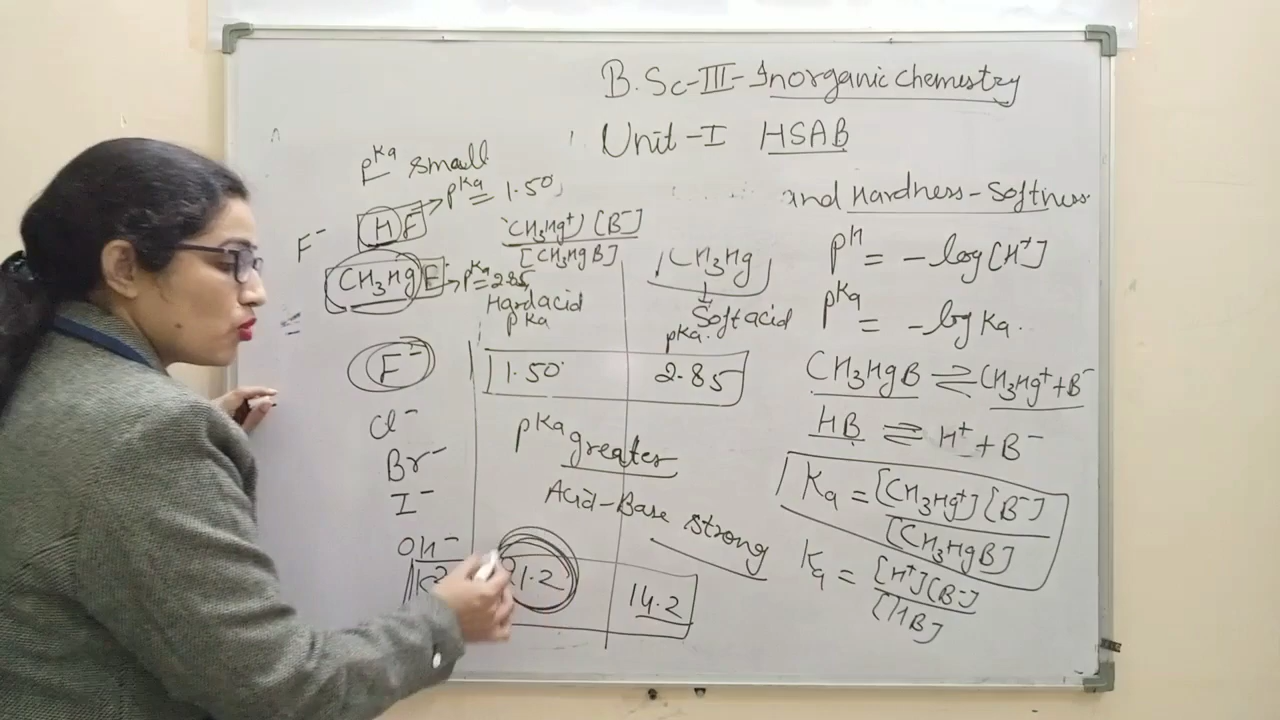 B.Sc-III-Inorganic Chemistry
Unit-I HSAB
and Hardness-Softness
pKa small
HF → pKa = 1.50
F⁻
CH₃HgF → pKa = 2.85
(CH₃Hg⁺) [B⁻]
[CH₃HgB]
CH₃Hg
Hard acid
Soft acid
pKa
pKa.
F⁻ 1.50 2.85
Cl⁻
Br⁻
I⁻
OH⁻
21.2 14.2
pKa greater
Acid-Base strong
pH = -log[H⁺]
pKa = -log Ka.
CH₃HgB ⇌ CH₃Hg⁺ + B⁻
HB ⇌ H⁺ + B⁻
Ka = [CH₃Hg⁺] [B⁻]
[CH₃HgB]
Ka = [H⁺][B⁻]
[HB]